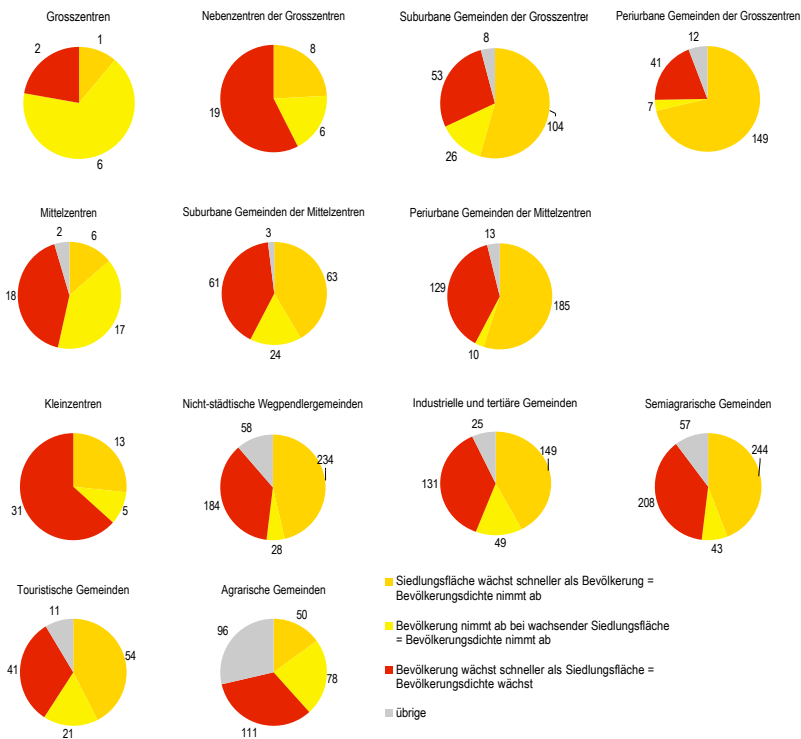 Grosszentren
Nebenzentren der Grosszentren
Suburbane Gemeinden der Grosszentren
Periurbane Gemeinden der Grosszentren
2
1
6
8
19
6
8
53
104
26
12
41
7
149
Mittelzentren
Suburbane Gemeinden der Mittelzentren
Periurbane Gemeinden der Mittelzentren
2
6
18
17
3
61
63
24
13
129
185
10
Kleinzentren
Nicht-städtische Wegpendlergemeinden
Industrielle und tertiäre Gemeinden
Semiagrarische Gemeinden
13
31
5
58
234
184
28
25
149
131
49
57
244
208
43
Touristische Gemeinden
Agrarische Gemeinden
11
41
54
21
96
50
78
111
Siedlungsfläche wächst schneller als Bevölkerung =
Bevölkerungsdichte nimmt ab
Bevölkerung nimmt ab bei wachsender Siedlungsfläche
= Bevölkerungsdichte nimmt ab
Bevölkerung wächst schneller als Siedlungsfläche =
Bevölkerungsdichte wächst
übrige